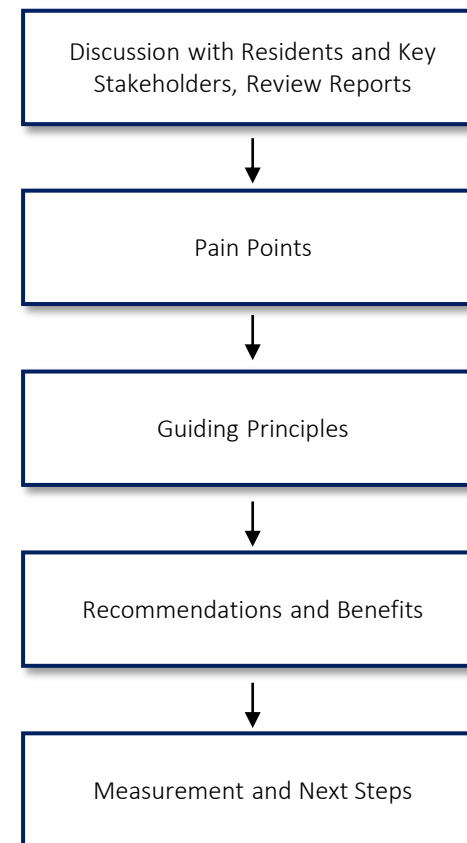 Discussion with Residents and Key
Stakeholders, Review Reports
Pain Points
Guiding Principles
Recommendations and Benefits
Measurement and Next Steps